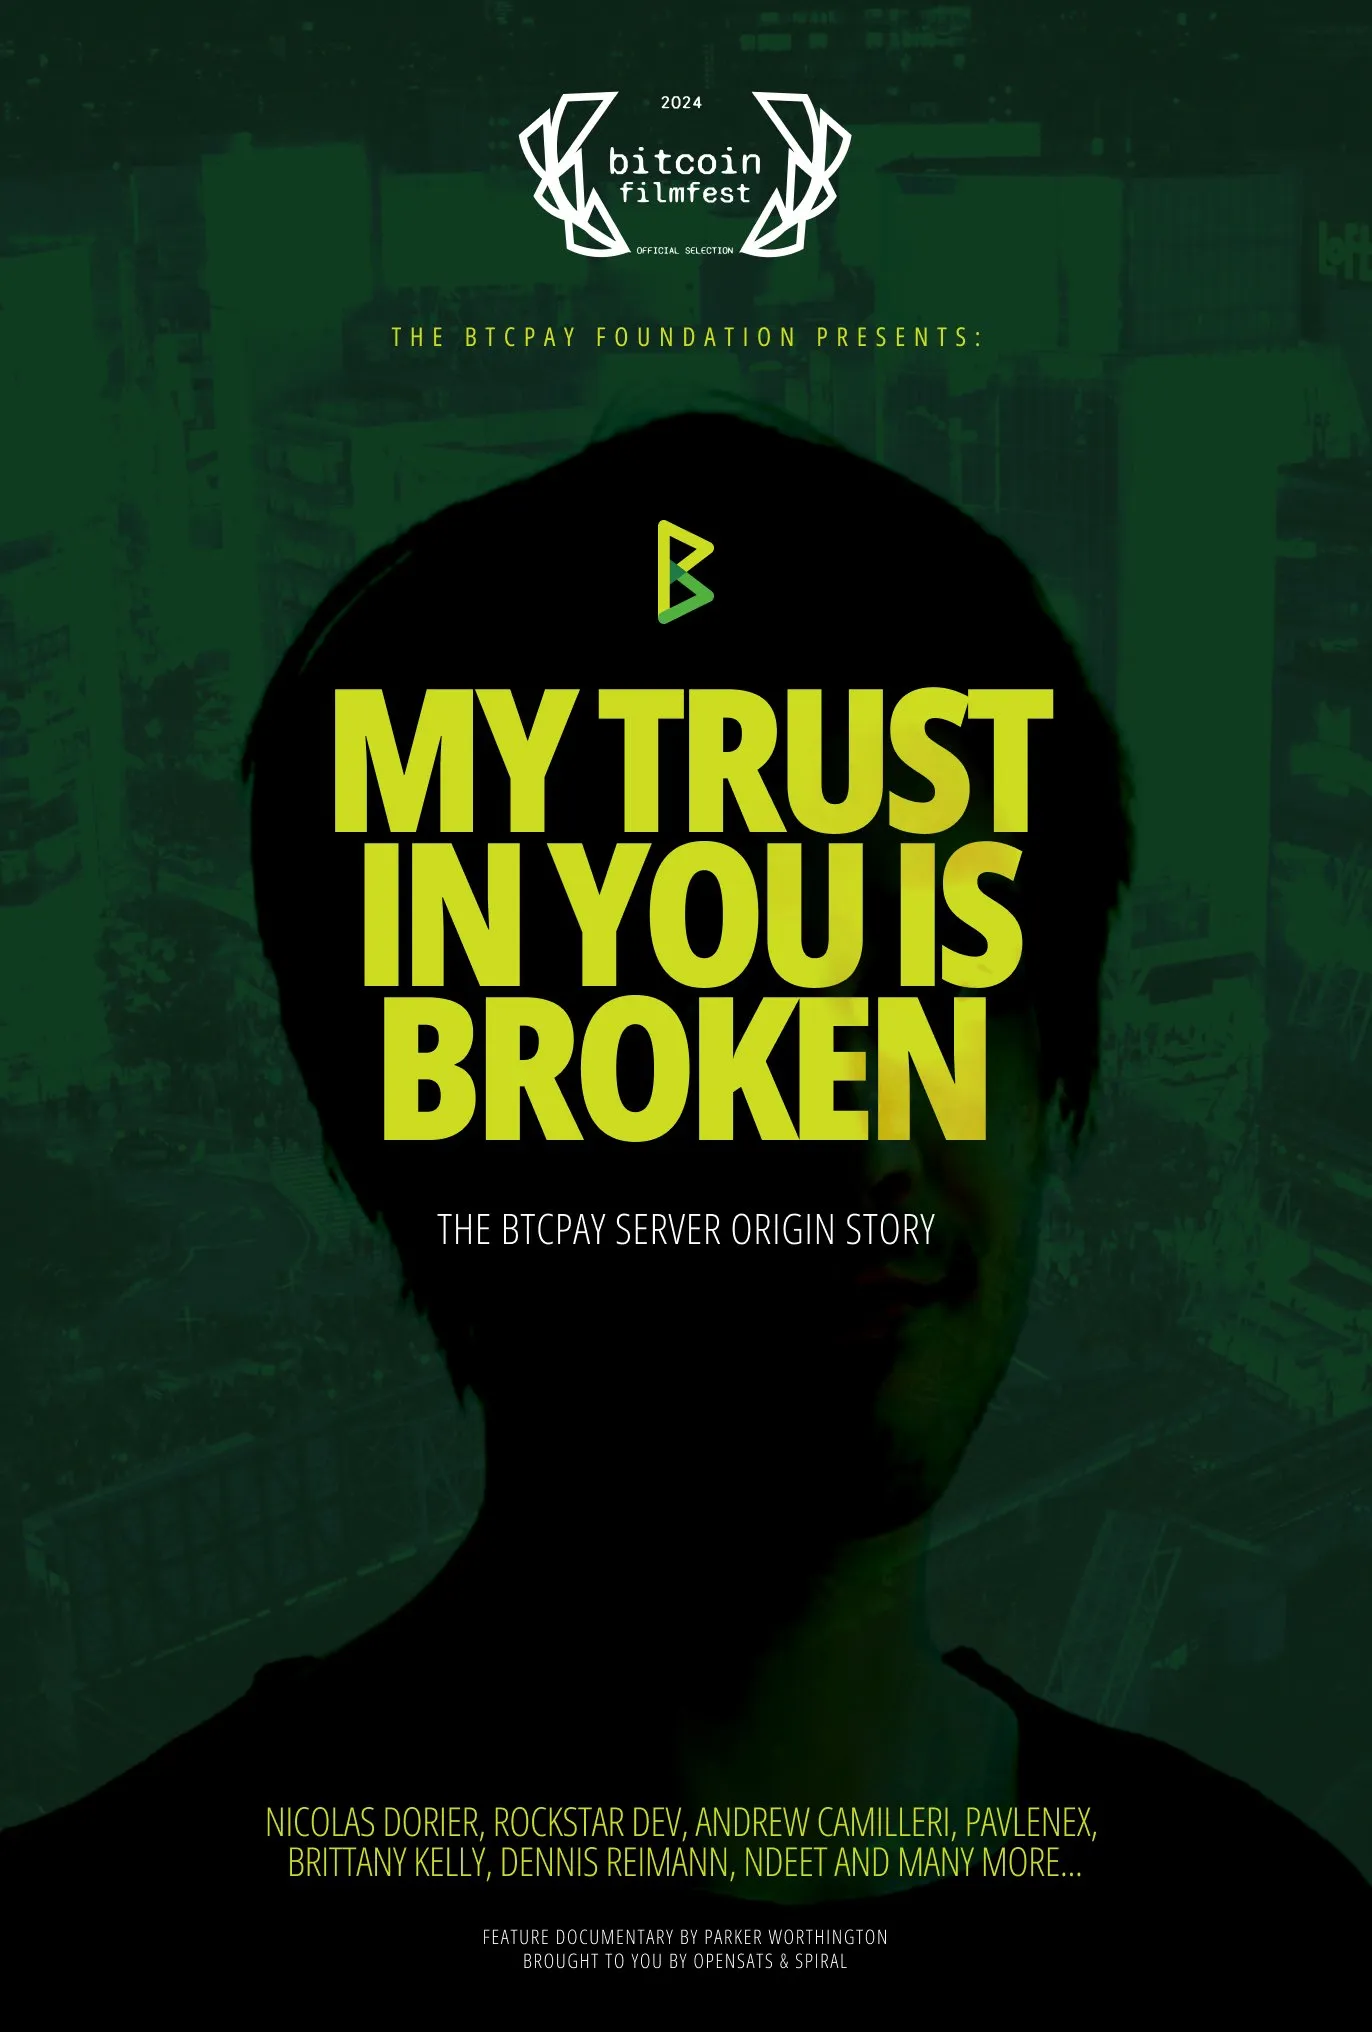 2024
bitcoin
filmfest
OFFICIAL SELECTION
THE BTCPAY FOUNDATION PRESENTS:
MY TRUST
IN YOU IS
BROKEN
THE BTCPAY SERVER ORIGIN STORY
NICOLAS DORIER, ROCKSTAR DEV, ANDREW CAMILLERI, PAVLENEX,
BRITTANY KELLY, DENNIS REIMANN, NDEET AND MANY MORE...
FEATURE DOCUMENTARY BY PARKER WORTHINGTON
BROUGHT TO YOU BY OPENSATS & SPIRAL